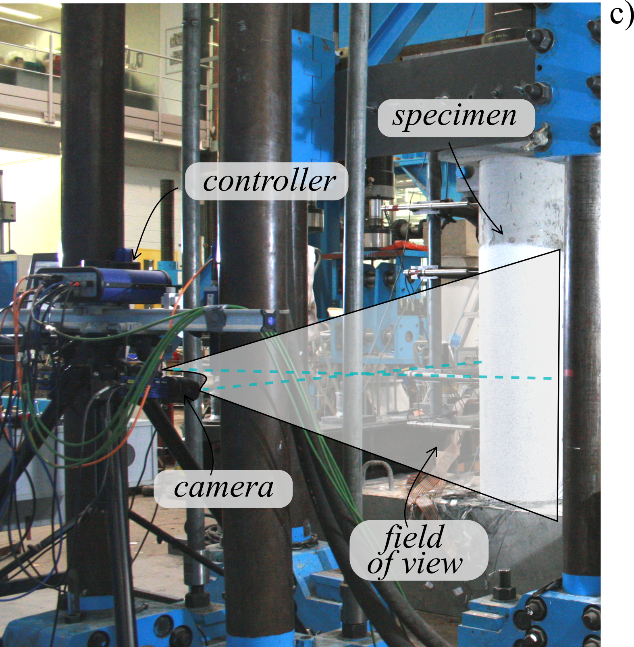 c)
specimen
controller
camera
field
of view